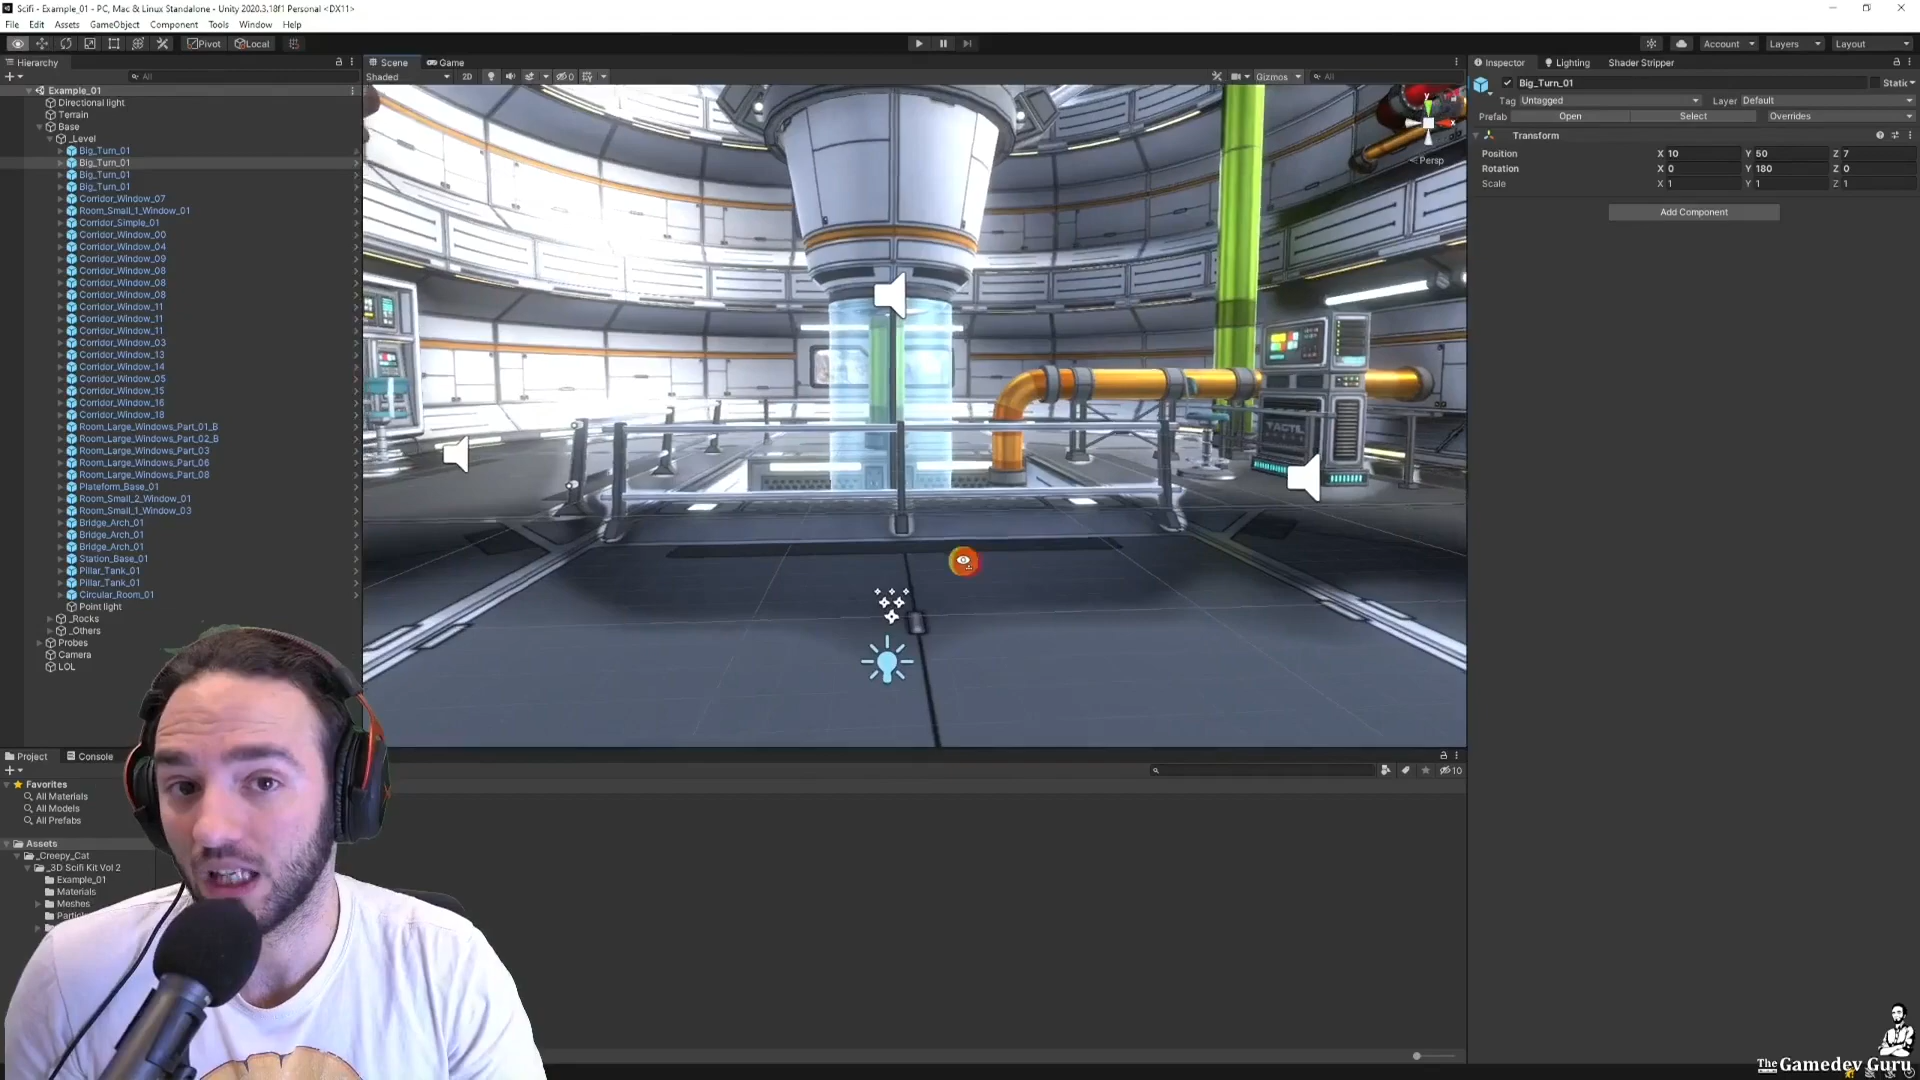 Scifi - Example_01 - PC, Mac & Linux Standalone - Unity 2020.3.18f1 Personal <DX11>
File Edit Assets GameObject Component Tools Window Help
Pivot Local Account Layers Layout
Hierarchy
All
Example_01
Directional light
Terrain
Base
_Level
Big_Turn_01
Big_Turn_01
Big_Turn_01
Big_Turn_01
Corridor_Window_07
Room_Small_1_Window_01
Corridor_Simple_01
Corridor_Window_00
Corridor_Window_04
Corridor_Window_09
Corridor_Window_08
Corridor_Window_08
Corridor_Window_08
Corridor_Window_11
Corridor_Window_11
Corridor_Window_11
Corridor_Window_03
Corridor_Window_13
Corridor_Window_14
Corridor_Window_05
Corridor_Window_15
Corridor_Window_16
Corridor_Window_18
Room_Large_Windows_Part_01_B
Room_Large_Windows_Part_02_B
Room_Large_Windows_Part_03
Room_Large_Windows_Part_06
Room_Large_Windows_Part_08
Plateform_Base_01
Room_Small_2_Window_01
Room_Small_1_Window_03
Bridge_Arch_01
Bridge_Arch_01
Bridge_Arch_01
Station_Base_01
Pillar_Tank_01
Pillar_Tank_01
Circular_Room_01
Point light
_Rocks
_Others
Probes
Camera
LOL
Scene Game
Shaded 2D 0 Gizmos All
y
x
Persp
TACTIL
Inspector Lighting Shader Stripper
Big_Turn_01 Static
Tag Untagged Layer Default
Prefab Open Select Overrides
Transform
Position X 10 Y 50 Z 7
Rotation X 0 Y 180 Z 0
Scale X 1 Y 1 Z 1
Add Component
Project Console
10
Favorites
All Materials
All Models
All Prefabs
Assets
_Creepy_Cat
_3D Scifi Kit Vol 2
Example_01
Materials
Meshes
The Gamedev Guru